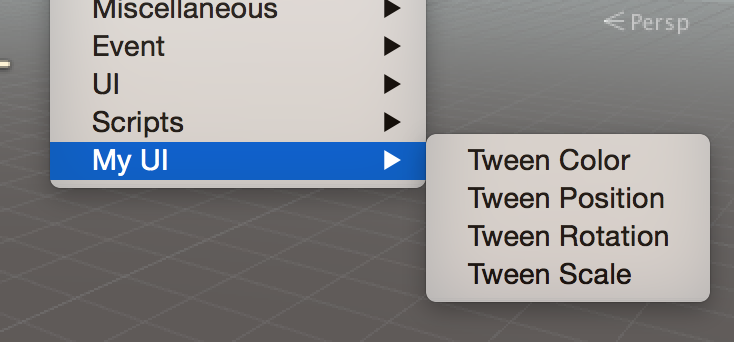 Miscellaneous
Persp
Event
UI
Scripts
My UI
Tween Color
Tween Position
Tween Rotation
Tween Scale